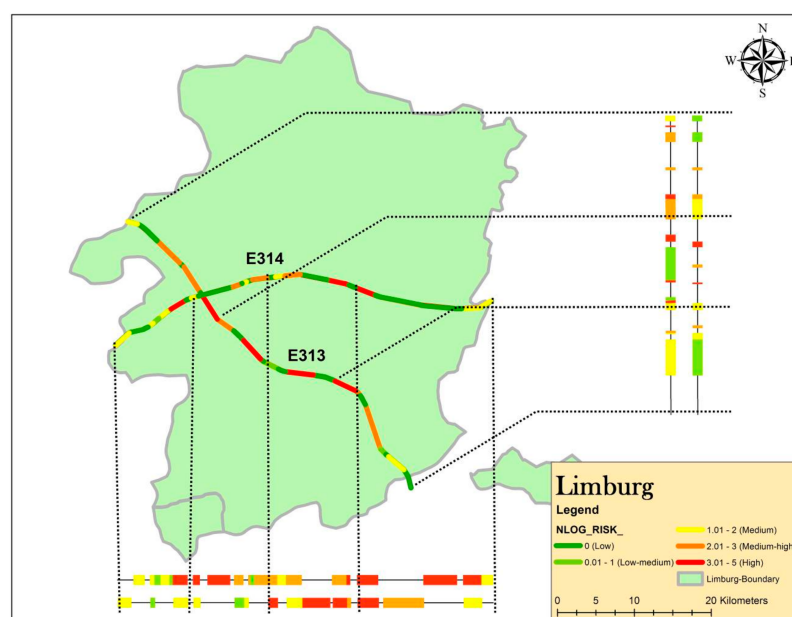 N
W
S
E314
E313
Limburg
Legend
NLOG_RISK_
0 (Low)
0.01 - 1 (Low-medium)
1.01 - 2 (Medium)
2.01 - 3 (Medium-high)
3.01 - 5 (High)
Limburg-Boundary
0 5 10 20 Kilometers